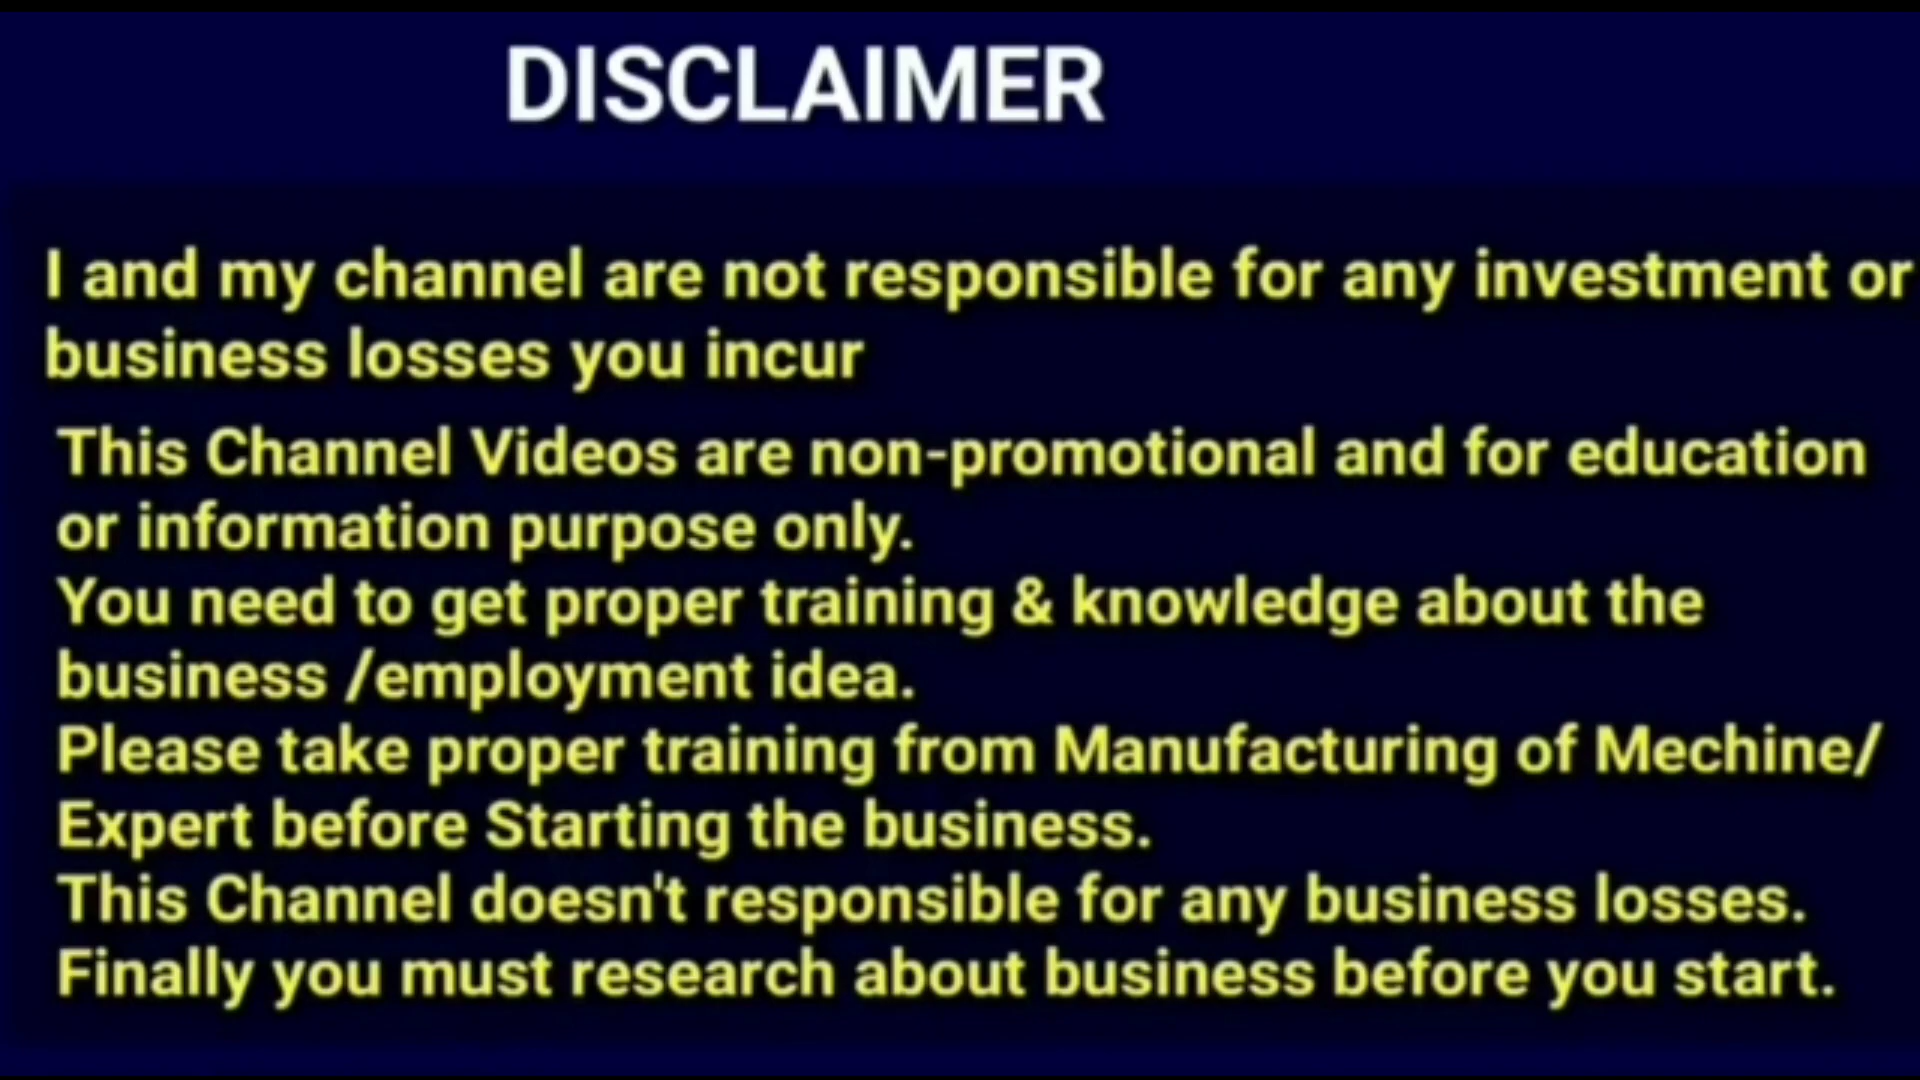 DISCLAIMER
I and my channel are not responsible for any investment or
business losses you incur
This Channel Videos are non-promotional and for education
or information purpose only.
You need to get proper training & knowledge about the
business /employment idea.
Please take proper training from Manufacturing of Mechine/
Expert before Starting the business.
This Channel doesn't responsible for any business losses.
Finally you must research about business before you start.